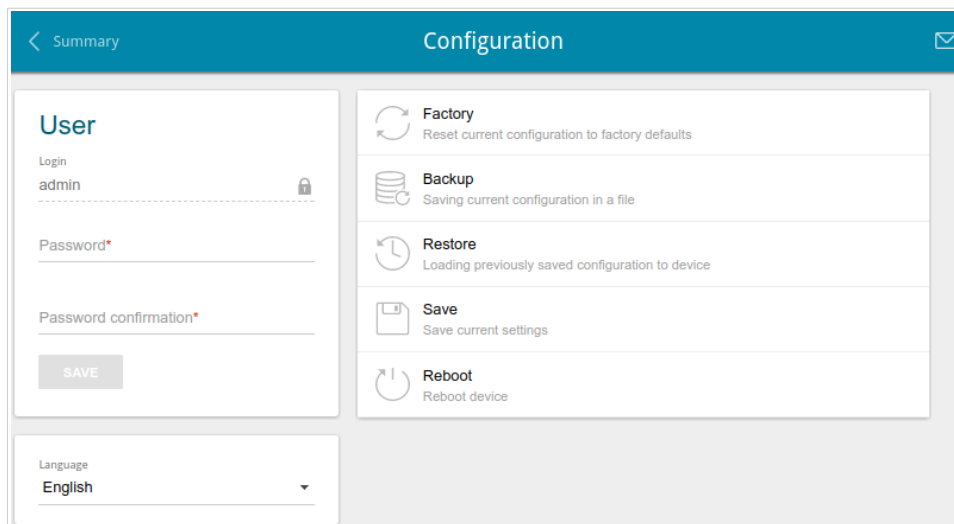 Summary
Configuration
User
Login
admin
Password*
Password confirmation*
SAVE
Language
English
Factory
Reset current configuration to factory defaults
Backup
Saving current configuration in a file
Restore
Loading previously saved configuration to device
Save
Save current settings
Reboot
Reboot device